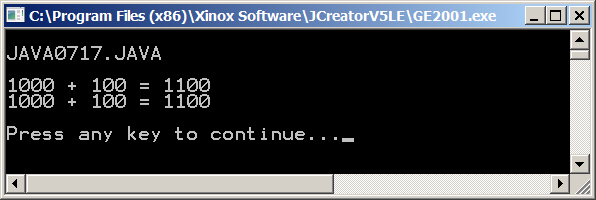 C:\Program Files (x86)\Xinox Software\JCreatorV5LE\GE2001.exe
JAVA0717.JAVA
1000 + 100 = 1100
1000 + 100 = 1100
Press any key to continue..._